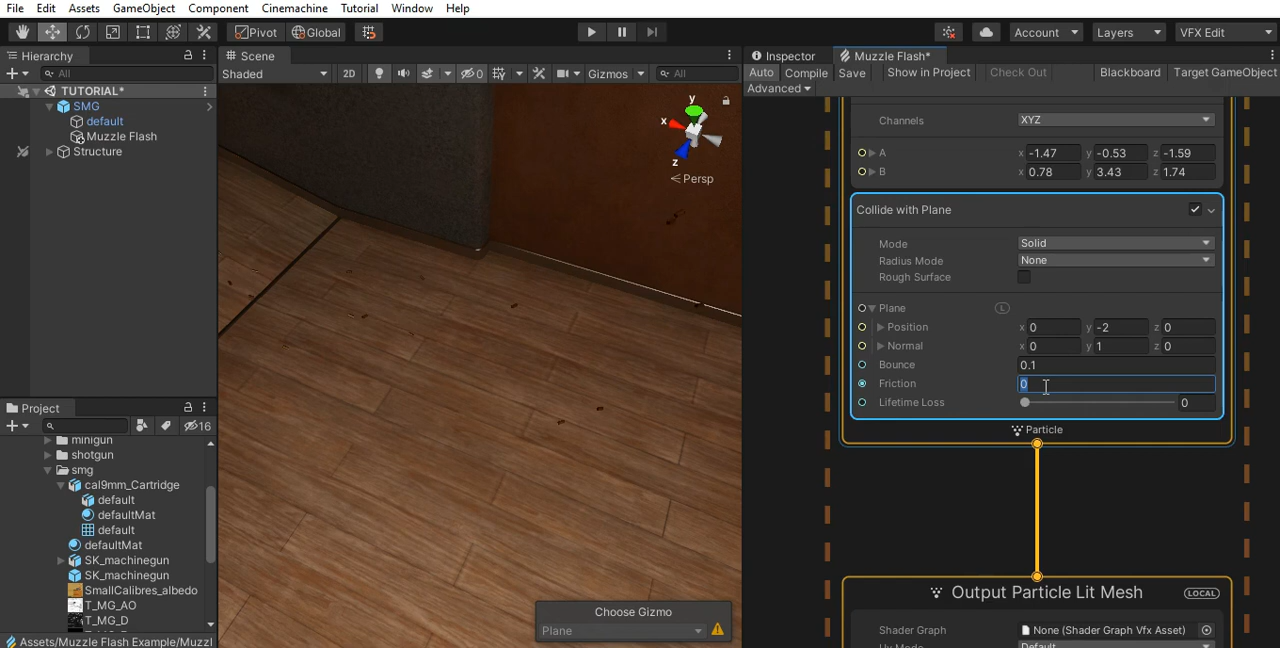 File Edit Assets GameObject Component Cinemachine Tutorial Window Help
Pivot Global Account Layers VFX Edit
Hierarchy Scene Inspector Muzzle Flash*
All Shaded 2D 0 Gizmos All Auto Compile Save Show in Project Check Out Blackboard Target GameObject
TUTORIAL* Advanced
SMG
default
Muzzle Flash
Structure
y
x
z
Persp
Channels XYZ
A x -1.47 y -0.53 z -1.59
B x 0.78 y 3.43 z 1.74
Collide with Plane
Mode Solid
Radius Mode None
Rough Surface
Plane L
Position x 0 y -2 z 0
Normal x 0 y 1 z 0
Bounce 0.1
Friction 0
Lifetime Loss 0
Particle
Project
16
minigun
shotgun
smg
cal9mm_Cartridge
default
defaultMat
default
defaultMat
SK_machinegun
SK_machinegun
SmallCalibres_albedo
T_MG_AO
T_MG_D
Assets/Muzzle Flash Example/Muzzl
Choose Gizmo
Plane
Output Particle Lit Mesh LOCAL
Shader Graph None (Shader Graph Vfx Asset)